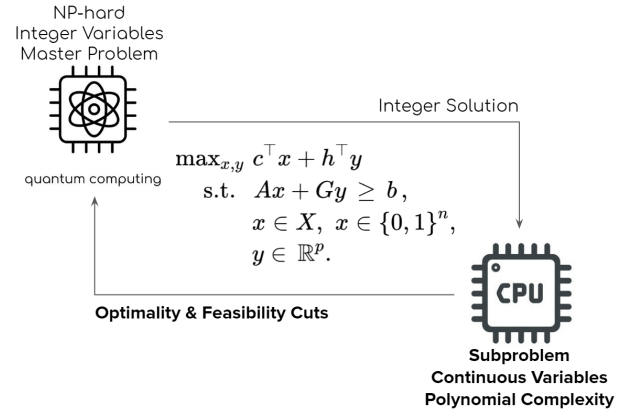 NP-hard
Integer Variables
Master Problem
quantum computing
Integer Solution
max_{x,y} c^⊤x + h^⊤y
s.t. Ax + Gy ≥ b,
x ∈ X, x ∈ {0,1}^n,
y ∈ ℝ^p.
CPU
Optimality & Feasibility Cuts
Subproblem
Continuous Variables
Polynomial Complexity